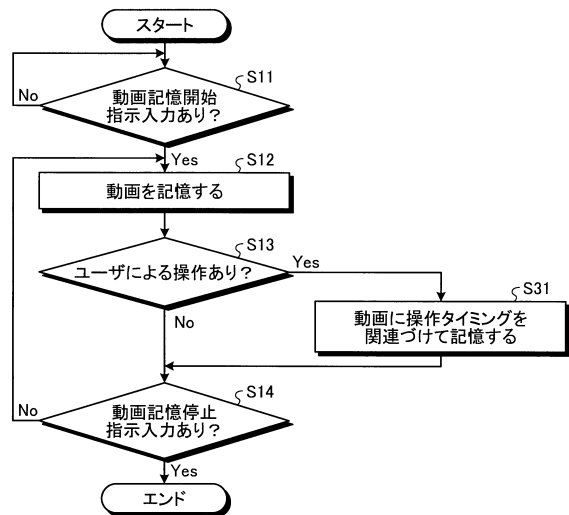 スタート
S11
動画記憶開始
指示入力あり?
No
Yes
S12
動画を記憶する
S13
ユーザによる操作あり?
Yes
No
S31
動画に操作タイミングを
関連づけて記憶する
S14
動画記憶停止
指示入力あり?
No
Yes
エンド